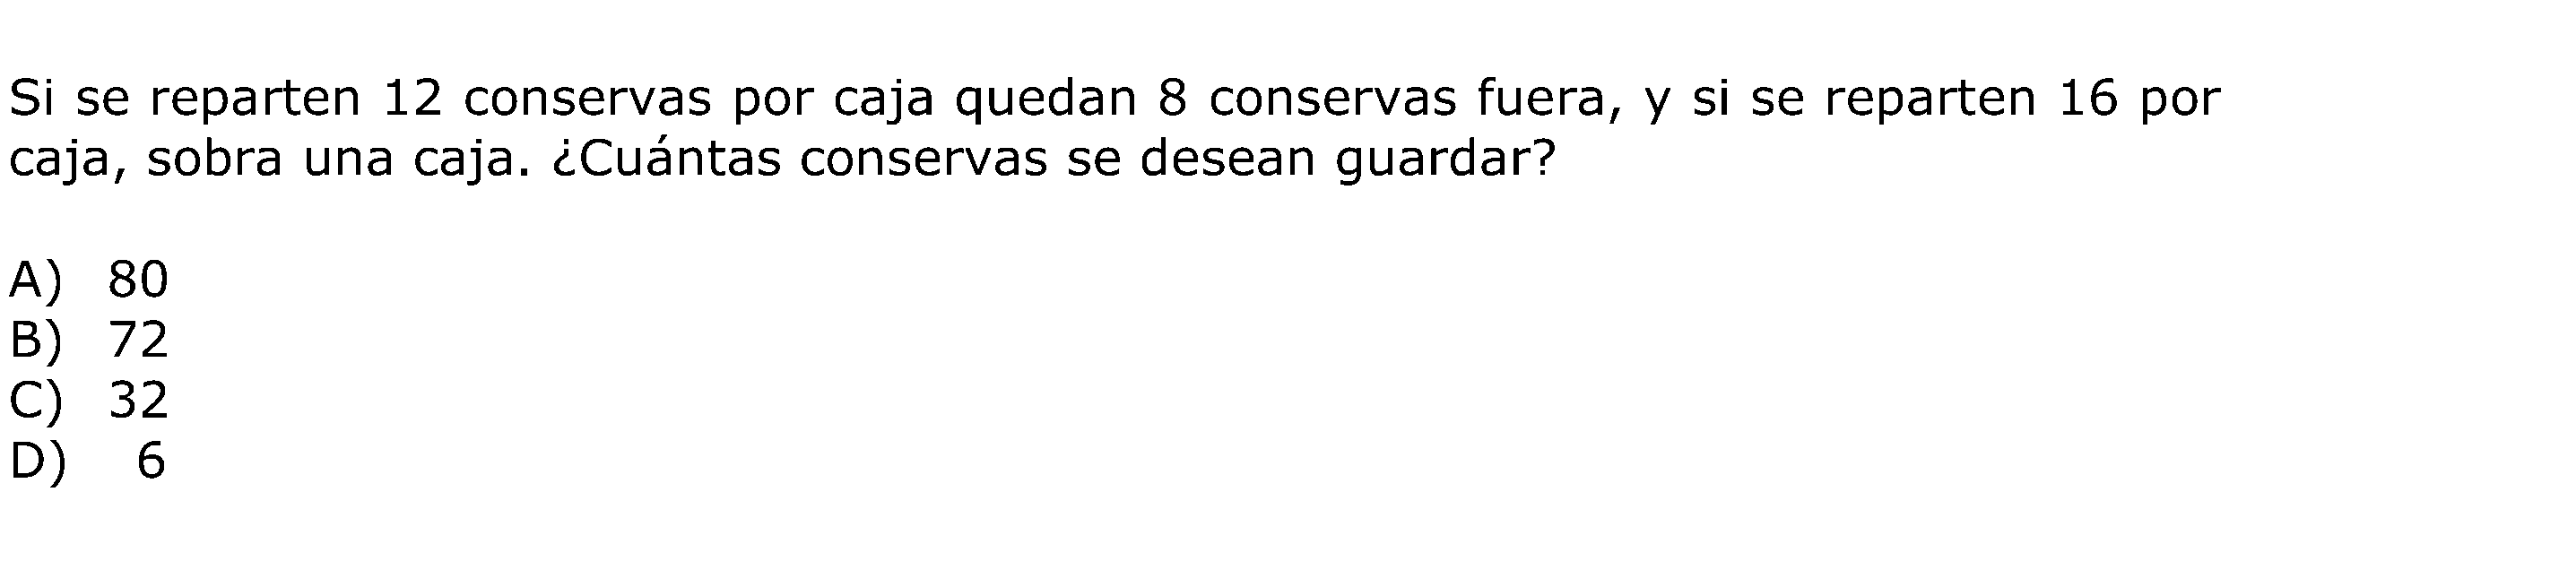 Si se reparten 12 conservas por caja quedan 8 conservas fuera, y si se reparten 16 por
caja, sobra una caja. ¿Cuántas conservas se desean guardar?
A) 80
B) 72
C) 32
D) 6